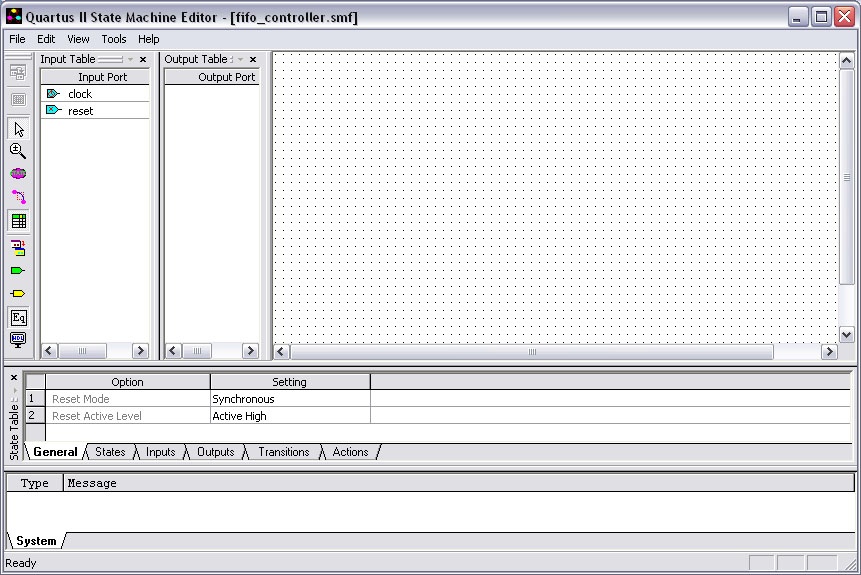 Quartus II State Machine Editor - [fifo_controller.smf]
File Edit View Tools Help
Input Table
Output Table
Input Port
Output Port
clock
reset
Eq
HDL
State Table
Option Setting
1 Reset Mode Synchronous
2 Reset Active Level Active High
General States Inputs Outputs Transitions Actions
Type Message
System
Ready